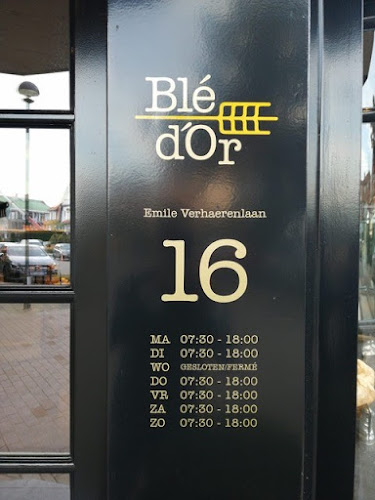 Blé
d'Or
Emile Verhaerenlaan
16
MA 07:30 - 18:00
DI 07:30 - 18:00
WO GESLOTEN/FERMÉ
DO 07:30 - 18:00
VR 07:30 - 18:00
ZA 07:30 - 18:00
ZO 07:30 - 18:00